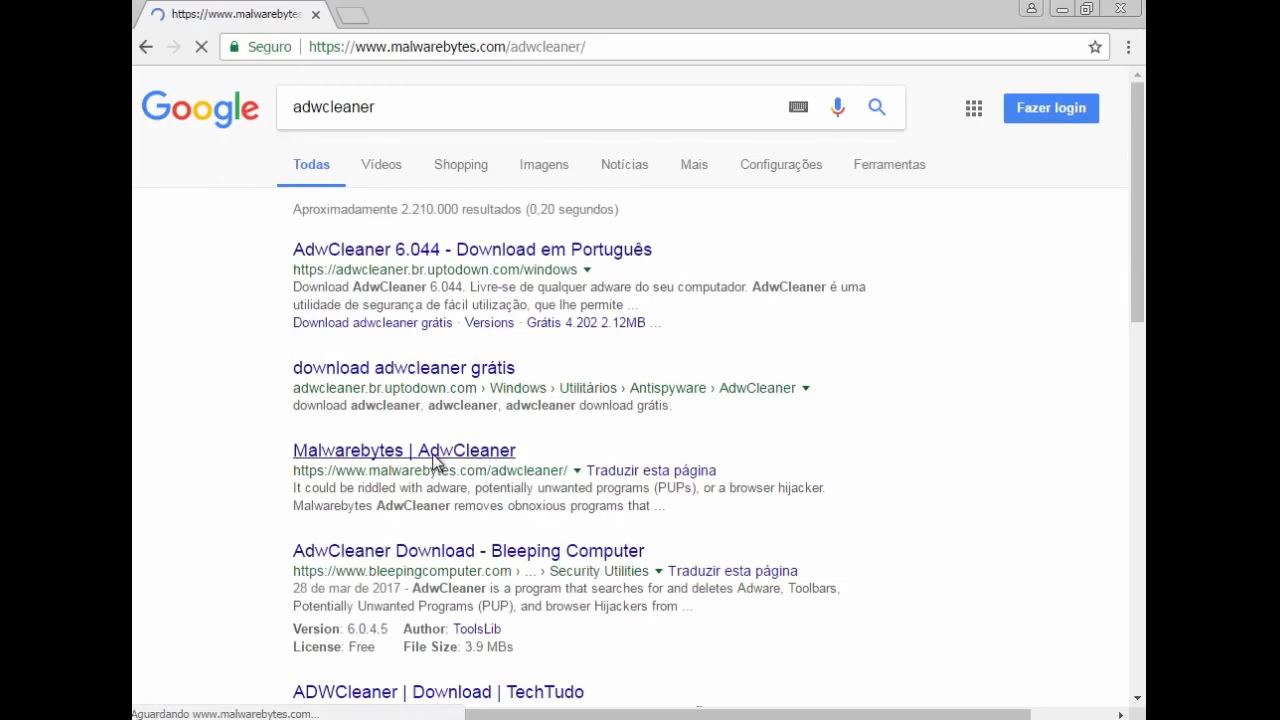 https://www.malwarebytes
Seguro https://www.malwarebytes.com/adwcleaner/
Google adwcleaner Fazer login
Todas Vídeos Shopping Imagens Notícias Mais Configurações Ferramentas
Aproximadamente 2.210.000 resultados (0,20 segundos)
AdwCleaner 6.044 - Download em Português
https://adwcleaner.br.uptodown.com/windows
Download AdwCleaner 6.044. Livre-se de qualquer adware do seu computador. AdwCleaner é uma
utilidade de segurança de fácil utilização, que lhe permite ...
Download adwcleaner grátis · Versions · Grátis 4.202 2.12MB ...
download adwcleaner grátis
adwcleaner.br.uptodown.com › Windows › Utilitários › Antispyware › AdwCleaner
download adwcleaner, adwcleaner, adwcleaner download grátis.
Malwarebytes | AdwCleaner
https://www.malwarebytes.com/adwcleaner/ Traduzir esta página
It could be riddled with adware, potentially unwanted programs (PUPs), or a browser hijacker.
Malwarebytes AdwCleaner removes obnoxious programs that ...
AdwCleaner Download - Bleeping Computer
https://www.bleepingcomputer.com › ... › Security Utilities Traduzir esta página
28 de mar de 2017 - AdwCleaner is a program that searches for and deletes Adware, Toolbars,
Potentially Unwanted Programs (PUP), and browser Hijackers from ...
Version: 6.0.4.5 Author: ToolsLib
License: Free File Size: 3.9 MBs
ADWCleaner | Download | TechTudo
Aguardando www.malwarebytes.com...